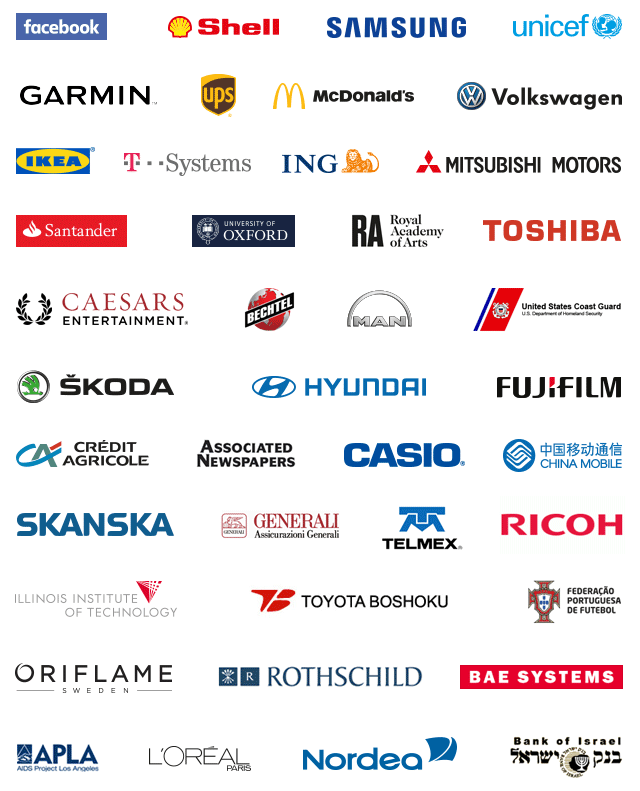 facebook
Shell
SAMSUNG
unicef
GARMIN™
ups
McDonald's
Volkswagen
IKEA®
T··Systems
ING
MITSUBISHI MOTORS
Santander
UNIVERSITY OF
OXFORD
RA
Royal
Academy
of Arts
TOSHIBA
CAESARS
ENTERTAINMENT®
BECHTEL
MAN
United States Coast Guard
U.S. Department of Homeland Security
ŠKODA
HYUNDAI
FUJIFILM
CA
CRÉDIT
AGRICOLE
ASSOCIATED
NEWSPAPERS
CASIO®
中国移动通信
CHINA MOBILE
SKANSKA
GENERALI
GENERALI
Assicurazioni Generali
TELMEX®
RICOH
ILLINOIS INSTITUTE
OF TECHNOLOGY
TOYOTA BOSHOKU
FEDERAÇÃO
PORTUGUESA
DE FUTEBOL
ORIFLAME
SWEDEN
R
ROTHSCHILD
BAE SYSTEMS
APLA
AIDS Project Los Angeles
L'ORÉAL
PARIS
Nordea
Bank of Israel
בנק ישראל